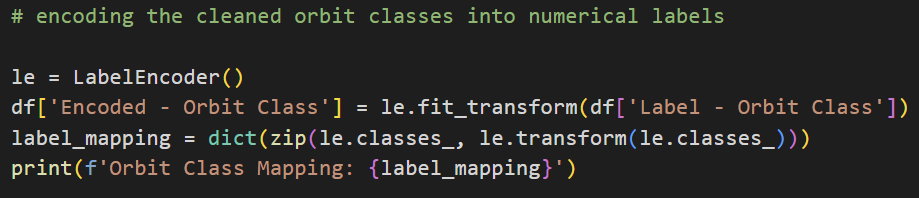 # encoding the cleaned orbit classes into numerical labels
le = LabelEncoder()
df['Encoded - Orbit Class'] = le.fit_transform(df['Label - Orbit Class'])
label_mapping = dict(zip(le.classes_, le.transform(le.classes_)))
print(f'Orbit Class Mapping: {label_mapping}')